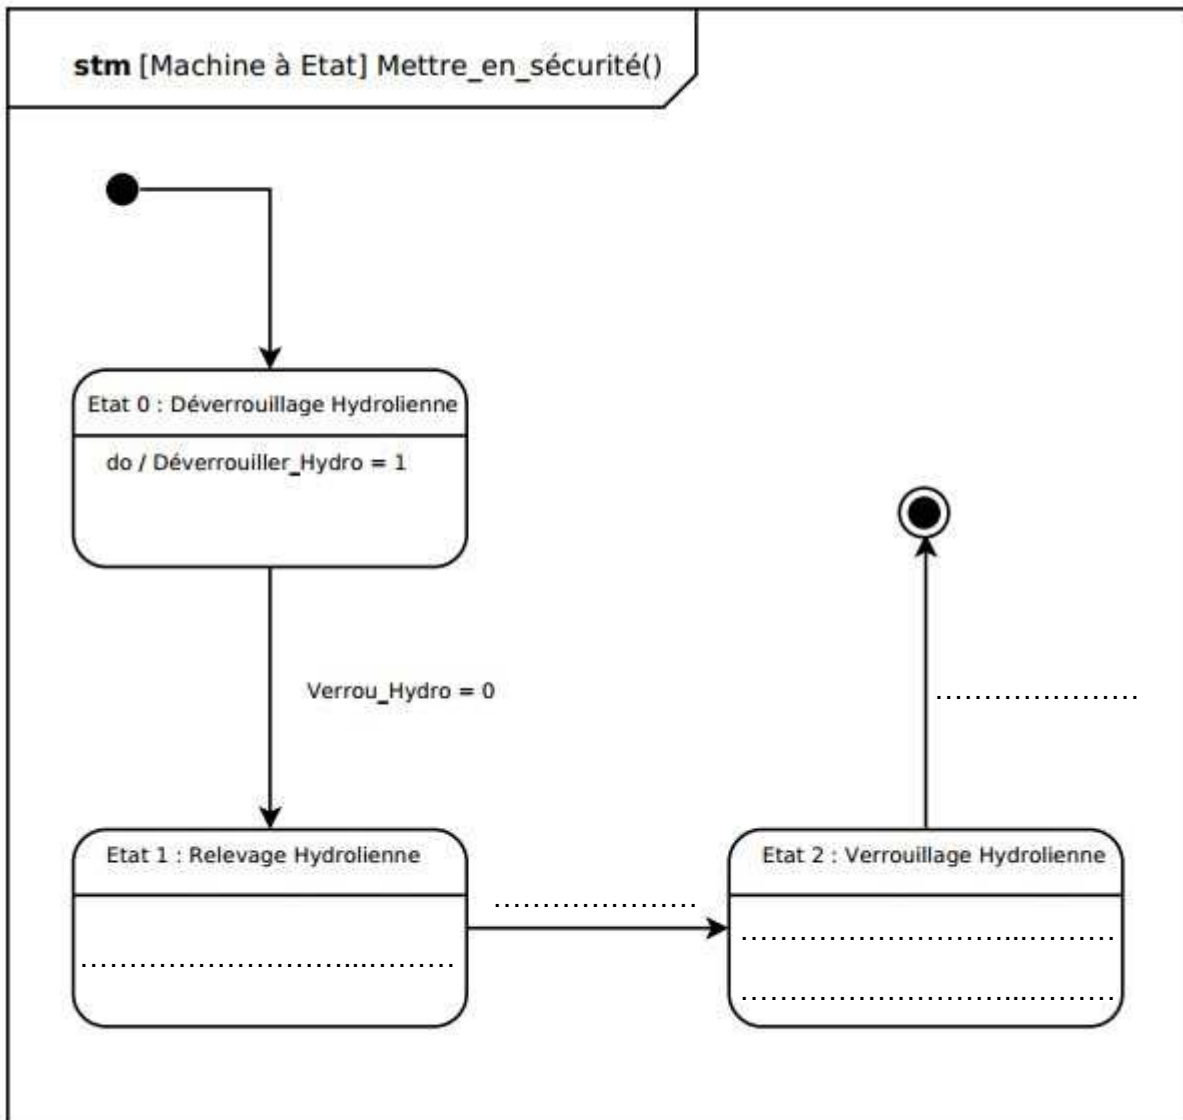 stm [Machine à Etat] Mettre_en_sécurité()
Etat 0 : Déverrouillage Hydrolienne
do / Déverrouiller_Hydro = 1
Verrou_Hydro = 0
Etat 1 : Relevage Hydrolienne
Etat 2 : Verrouillage Hydrolienne